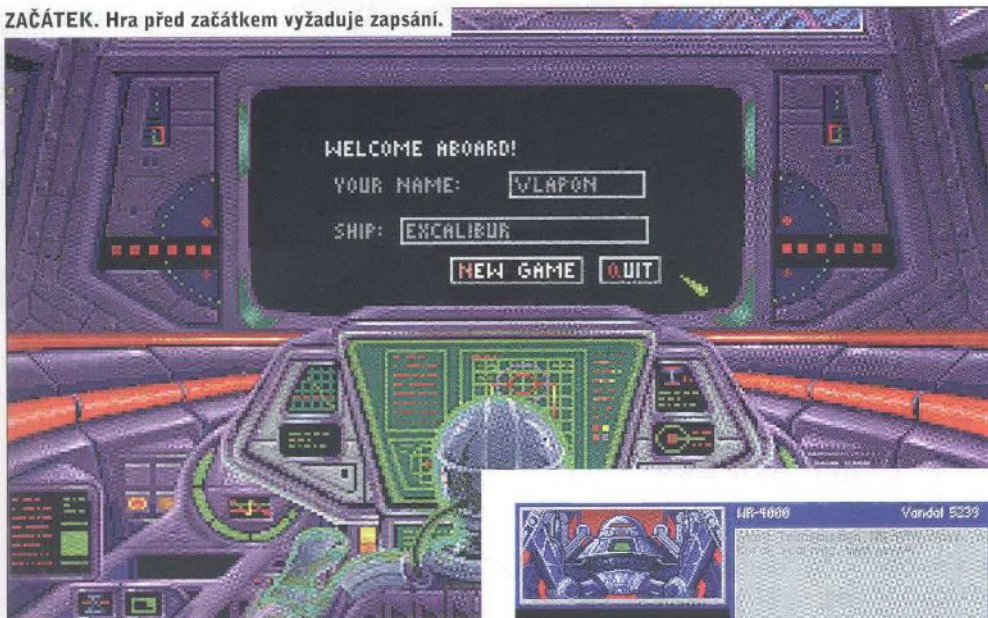 ZAČÁTEK. Hra před začátkem vyžaduje zapsání.
WELCOME ABOARD!
YOUR NAME: VLAPON
SHIP: EXCALIBUR
NEW GAME QUIT
WR-4000 Vandal 5239